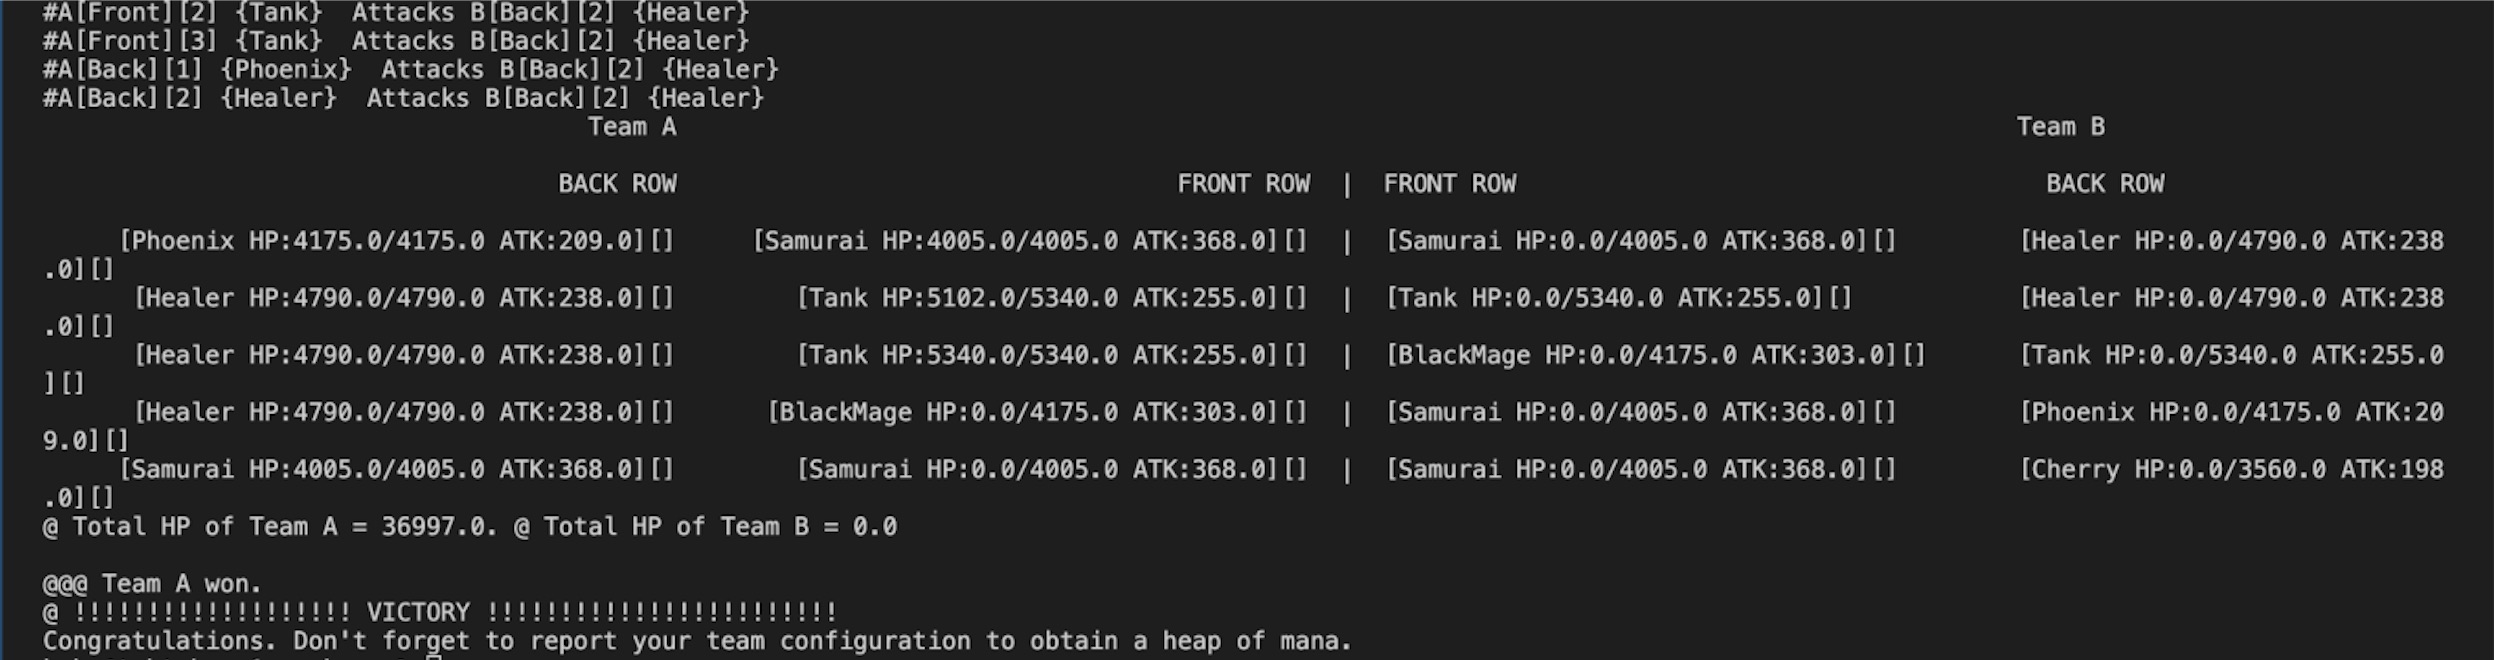 #A[Front][2] {Tank}  Attacks B[Back][2] {Healer}
#A[Front][3] {Tank}  Attacks B[Back][2] {Healer}
#A[Back][1] {Phoenix}  Attacks B[Back][2] {Healer}
#A[Back][2] {Healer}  Attacks B[Back][2] {Healer}
Team A Team B
BACK ROW FRONT ROW | FRONT ROW BACK ROW
[Phoenix HP:4175.0/4175.0 ATK:209.0][] [Samurai HP:4005.0/4005.0 ATK:368.0][] | [Samurai HP:0.0/4005.0 ATK:368.0][] [Healer HP:0.0/4790.0 ATK:238
.0][]
[Healer HP:4790.0/4790.0 ATK:238.0][] [Tank HP:5102.0/5340.0 ATK:255.0][] | [Tank HP:0.0/5340.0 ATK:255.0][] [Healer HP:0.0/4790.0 ATK:238
.0][]
[Healer HP:4790.0/4790.0 ATK:238.0][] [Tank HP:5340.0/5340.0 ATK:255.0][] | [BlackMage HP:0.0/4175.0 ATK:303.0][] [Tank HP:0.0/5340.0 ATK:255.0
][]
[Healer HP:4790.0/4790.0 ATK:238.0][] [BlackMage HP:0.0/4175.0 ATK:303.0][] | [Samurai HP:0.0/4005.0 ATK:368.0][] [Phoenix HP:0.0/4175.0 ATK:20
9.0][]
[Samurai HP:4005.0/4005.0 ATK:368.0][] [Samurai HP:0.0/4005.0 ATK:368.0][] | [Samurai HP:0.0/4005.0 ATK:368.0][] [Cherry HP:0.0/3560.0 ATK:198
.0][]
@ Total HP of Team A = 36997.0. @ Total HP of Team B = 0.0
@@@ Team A won.
@ !!!!!!!!!!!!!!!!!!! VICTORY !!!!!!!!!!!!!!!!!!!!!!!!
Congratulations. Don't forget to report your team configuration to obtain a heap of mana.